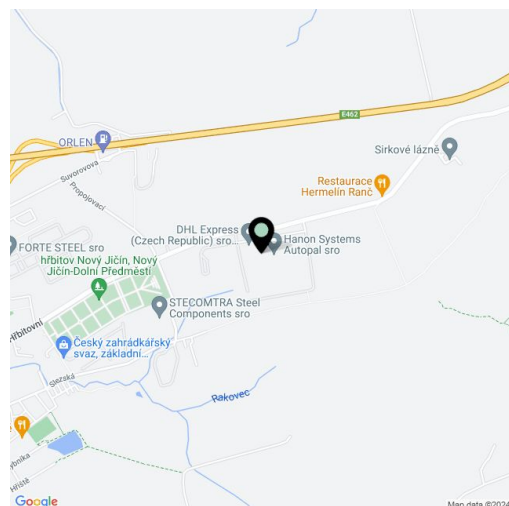 E462
ORLEN
Suvorovova
Sirkové lázně
Propojovací
Restaurace
Hermelín Ranč
DHL Express
(Czech Republic) sro...
Hanon Systems
Autopal sro
FORTE STEEL sro
hřbitov Nový Jičín, Nový
Jičín-Dolní Předměstí
STECOMTRA Steel
Components sro
Hřbitovní
Český zahrádkářský
svaz, základní...
Slezská
Rakovec
Hřiště
Google
Map data ©2024